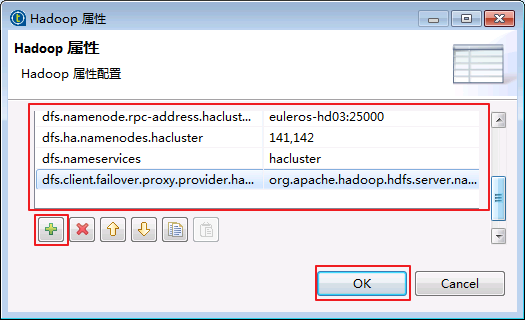 Hadoop 属性
Hadoop 属性
Hadoop 属性配置
dfs.namenode.rpc-address.haclust... euleros-hd03:25000
dfs.ha.namenodes.hacluster 141,142
dfs.nameservices hacluster
dfs.client.failover.proxy.provider.ha... org.apache.hadoop.hdfs.server.na...
OK Cancel